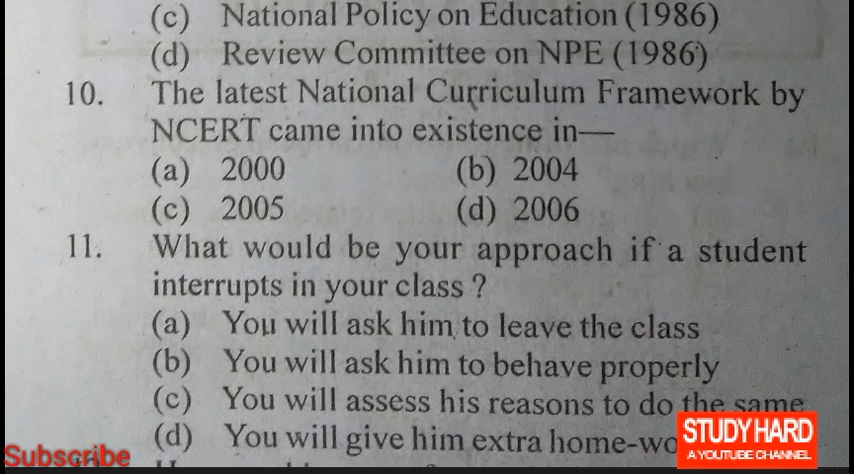 (c) National Policy on Education (1986)
(d) Review Committee on NPE (1986)
10. The latest National Curriculum Framework by
NCERT came into existence in—
(a) 2000 (b) 2004
(c) 2005 (d) 2006
11. What would be your approach if a student
interrupts in your class ?
(a) You will ask him to leave the class
(b) You will ask him to behave properly
(c) You will assess his reasons to do the same
(d) You will give him extra home-wo
STUDY HARD
A YOUTUBE CHANNEL
Subscribe